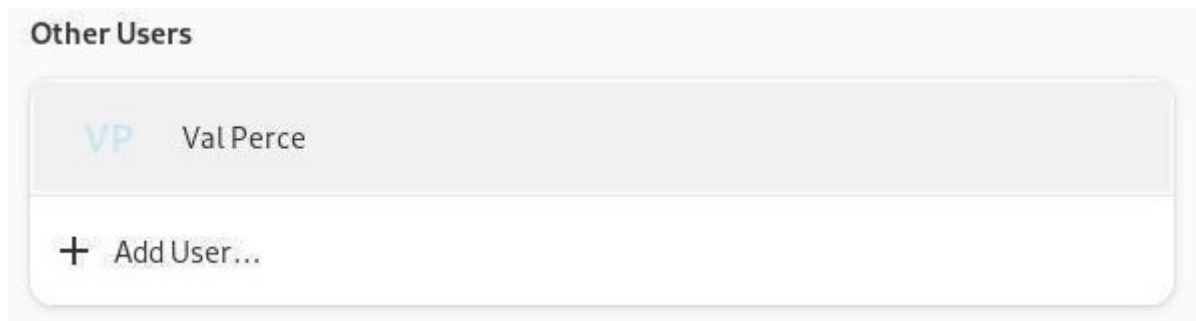 Other Users
VP Val Perce
+ Add User...